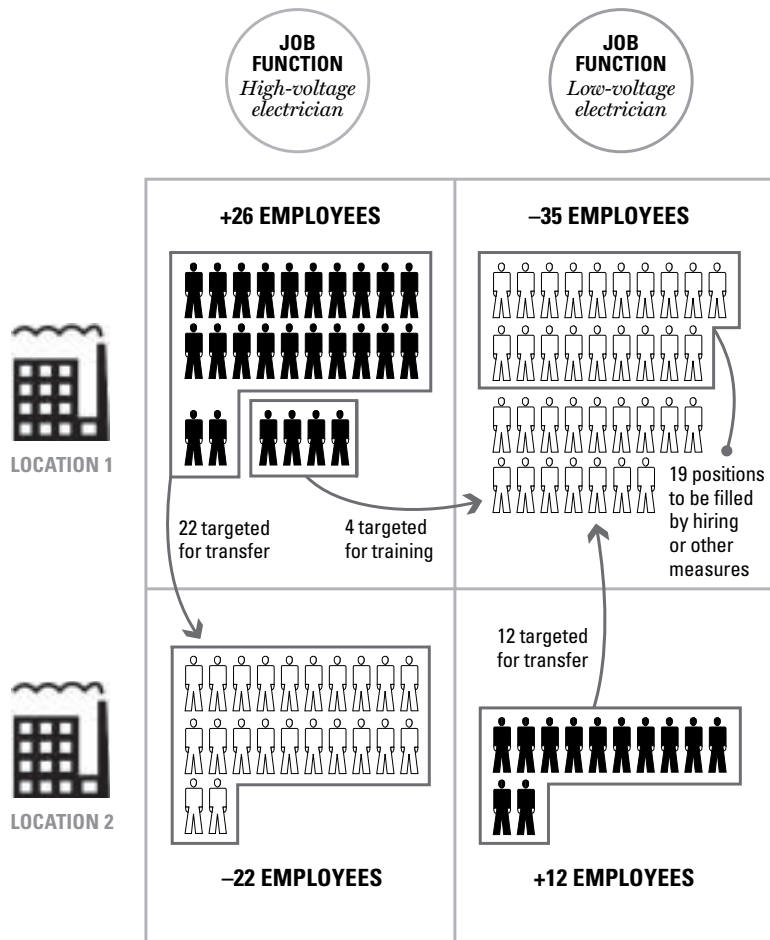 JOB
FUNCTION
High-voltage
electrician
JOB
FUNCTION
Low-voltage
electrician
+26 EMPLOYEES
–35 EMPLOYEES
LOCATION 1
22 targeted
for transfer
4 targeted
for training
19 positions
to be filled
by hiring
or other
measures
12 targeted
for transfer
LOCATION 2
–22 EMPLOYEES
+12 EMPLOYEES